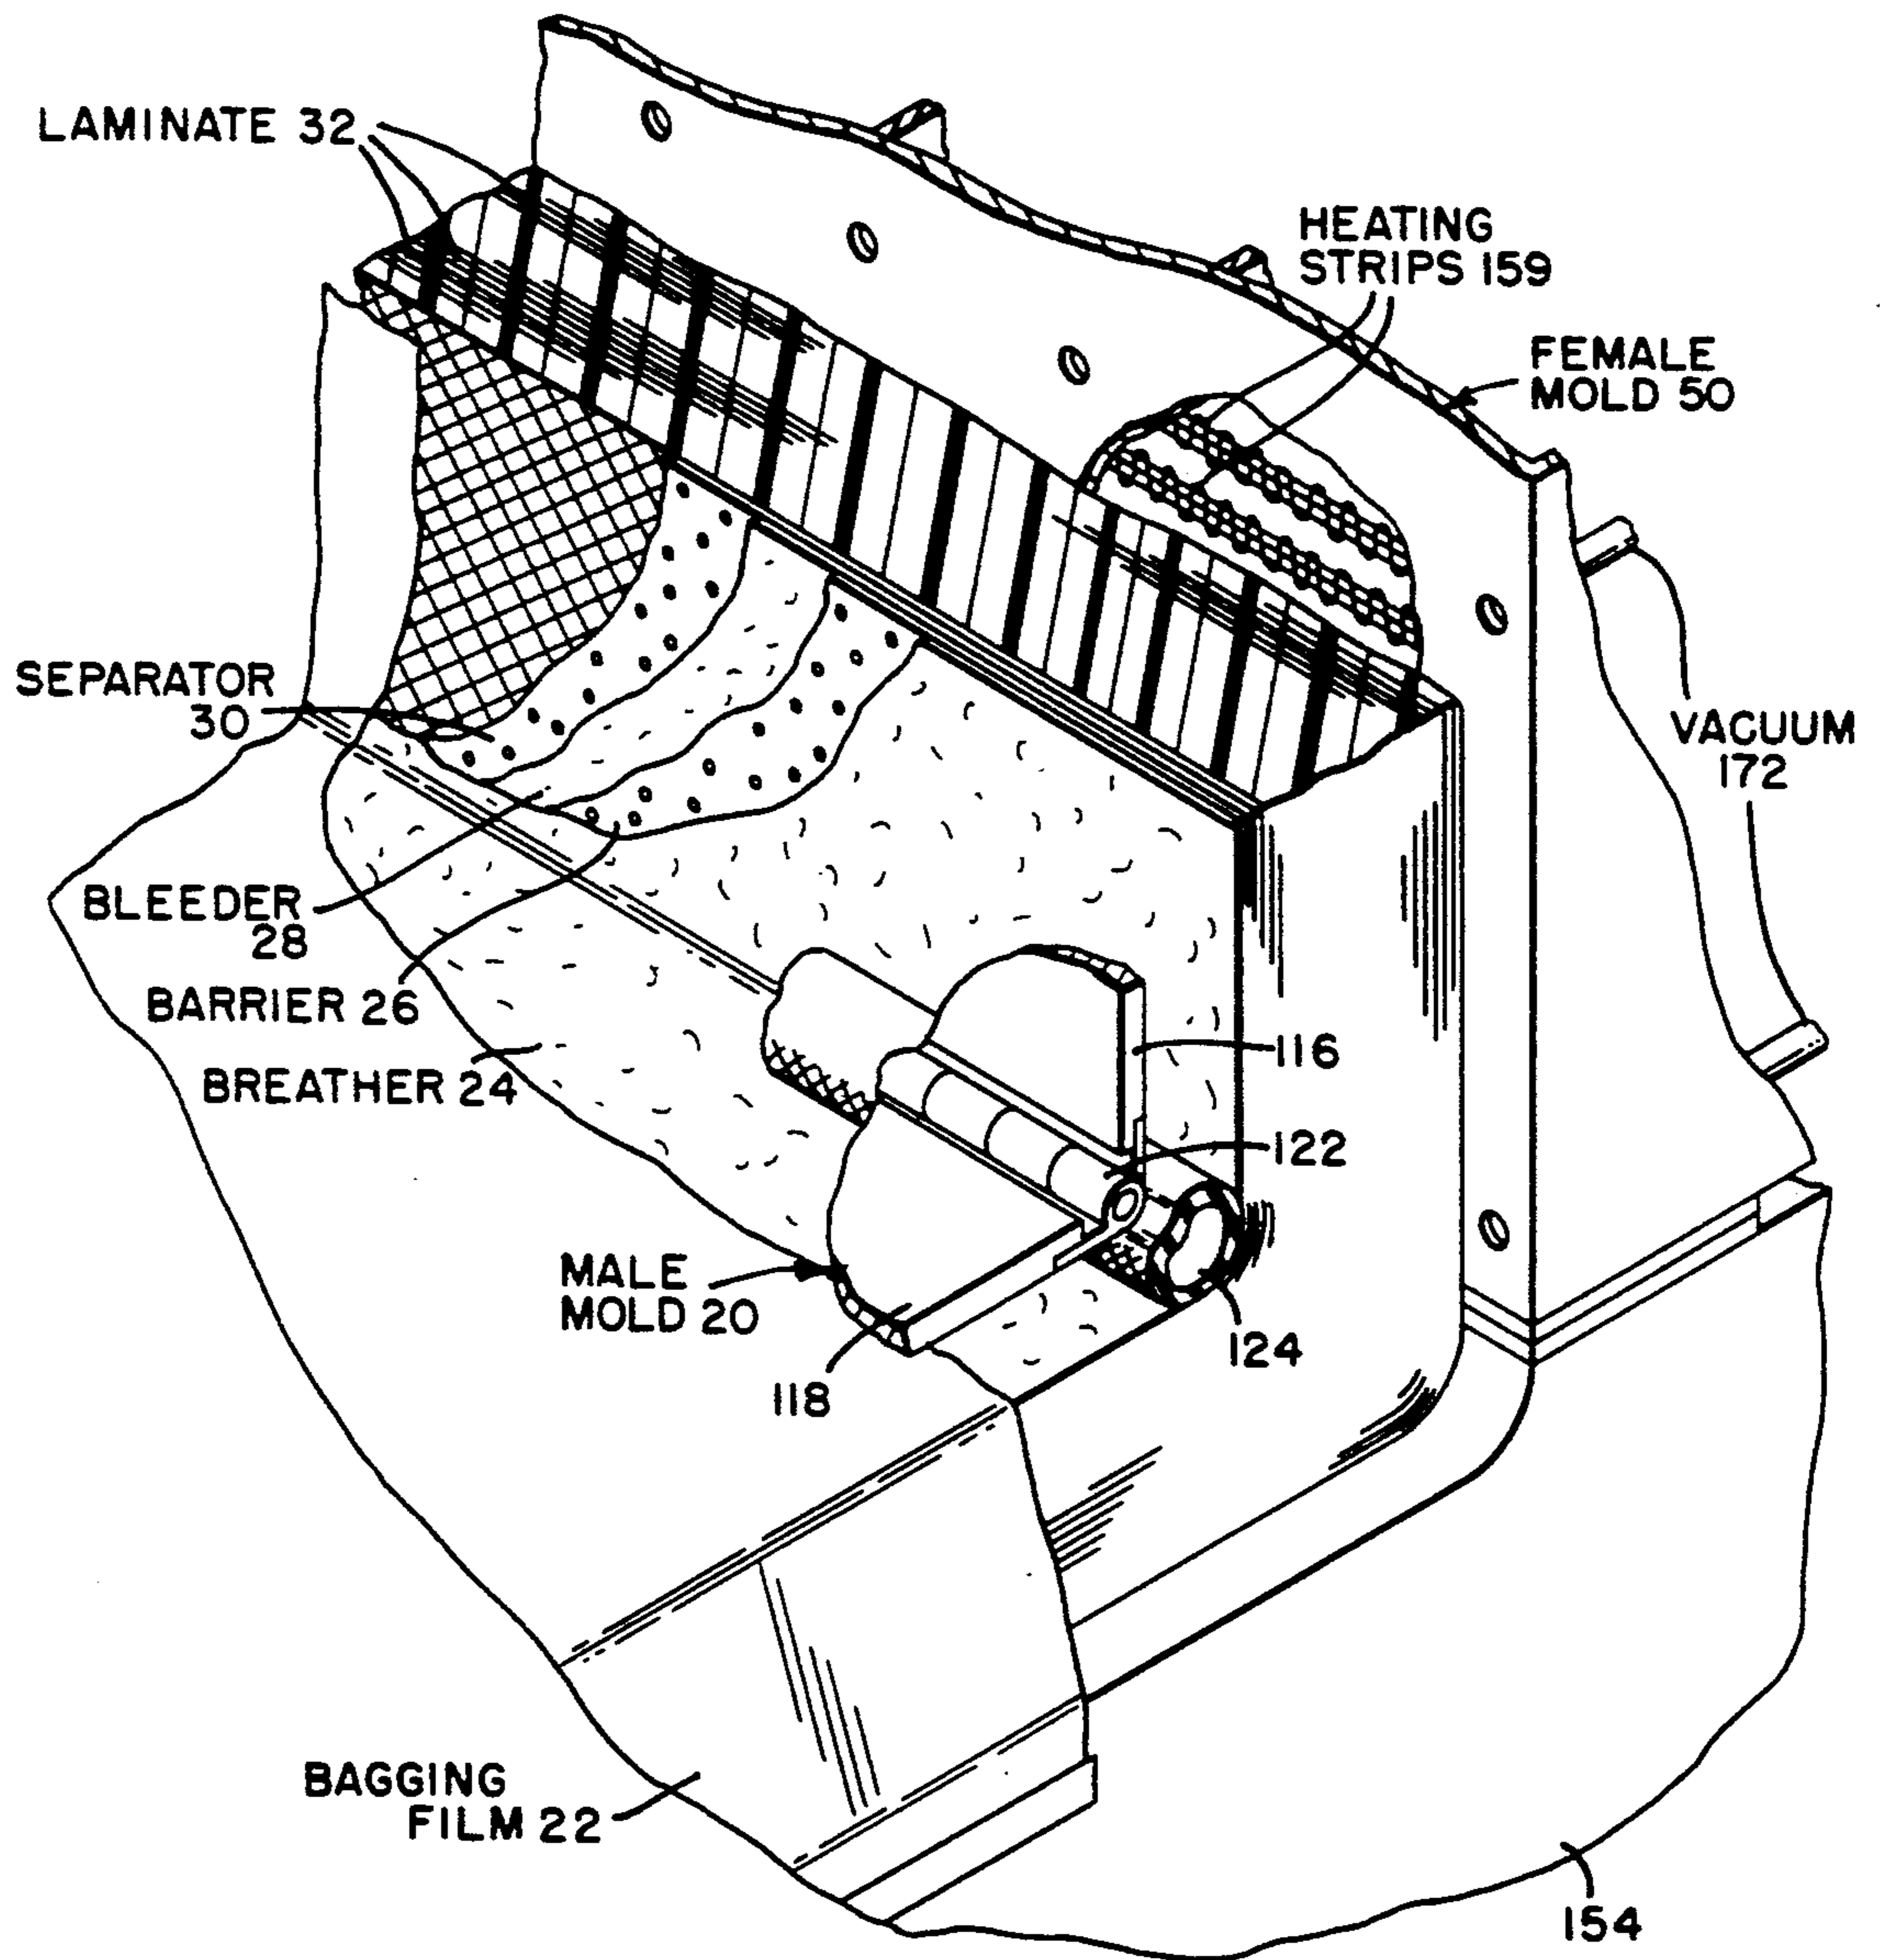 LAMINATE 32
HEATING
STRIPS 159
FEMALE
MOLD 50
SEPARATOR
30
VACUUM
172
BLEEDER
28
BARRIER 26
BREATHER 24
116
122
MALE
MOLD 20
124
118
BAGGING
FILM 22
154